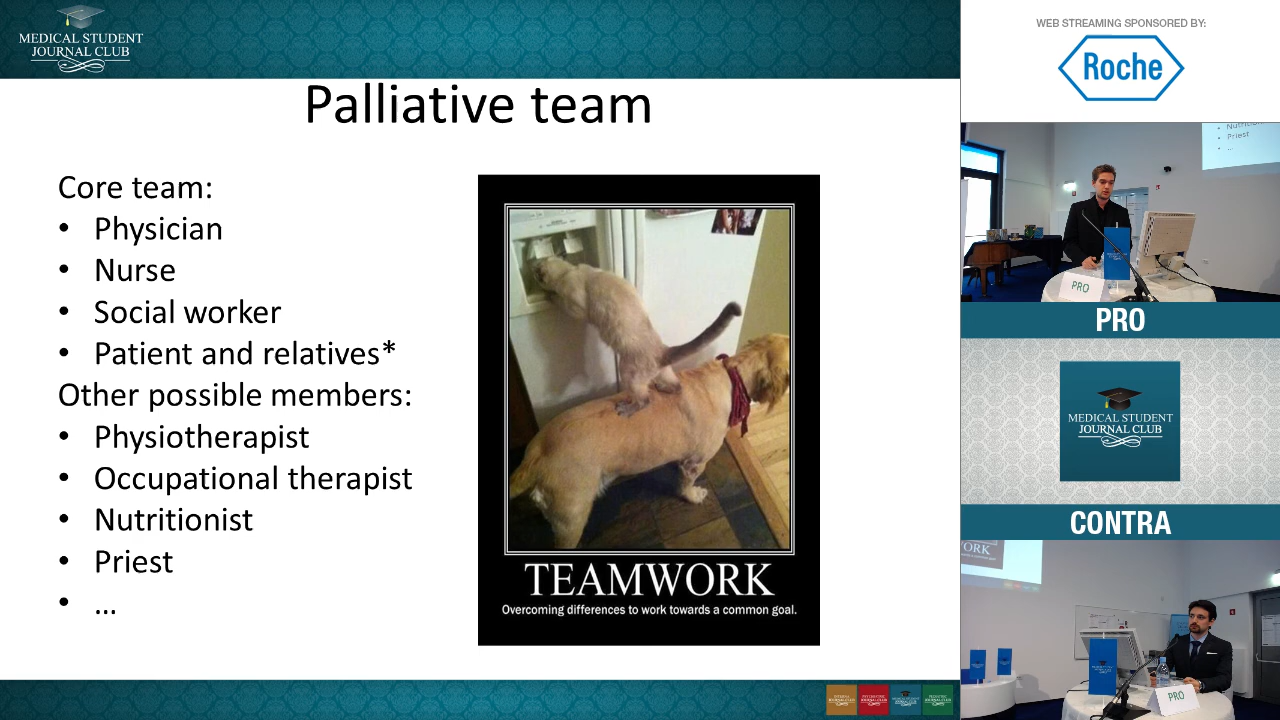 MEDICAL STUDENT
JOURNAL CLUB
Palliative team
Core team:
• Physician
• Nurse
• Social worker
• Patient and relatives*
Other possible members:
• Physiotherapist
• Occupational therapist
• Nutritionist
• Priest
• ...
TEAMWORK
Overcoming differences to work towards a common goal.
WEB STREAMING SPONSORED BY:
Roche
• Priest
• ...
PRO
PRO
MEDICAL STUDENT
JOURNAL CLUB
CONTRA
PRO